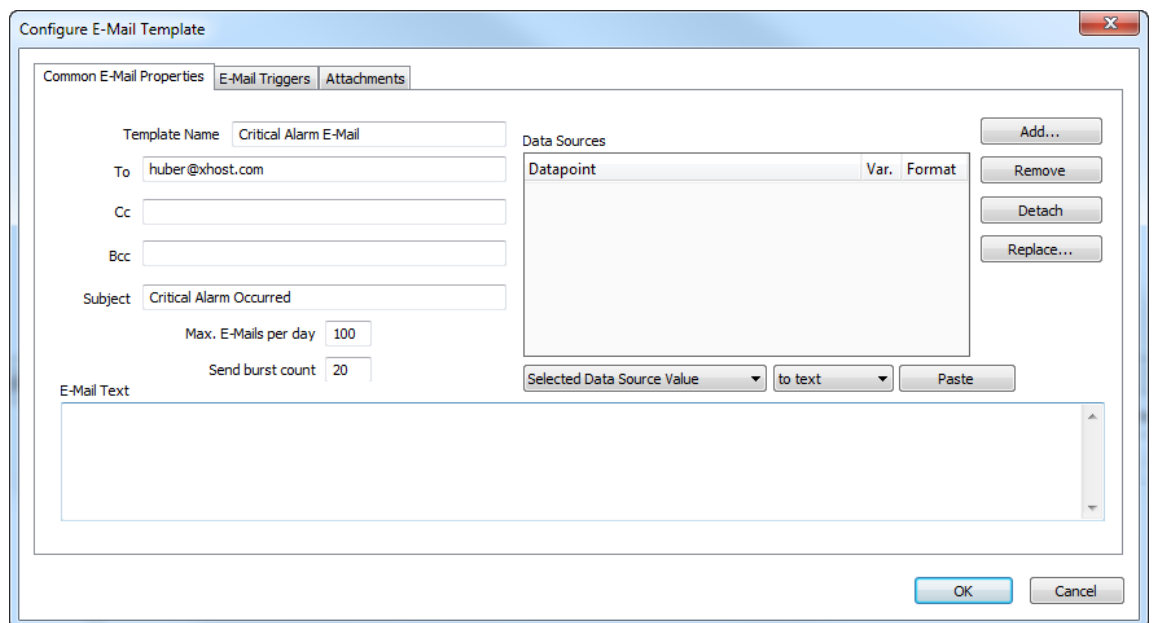 Configure E-Mail Template
Common E-Mail Properties E-Mail Triggers Attachments
Template Name Critical Alarm E-Mail
To huber@xhost.com
Cc
Bcc
Subject Critical Alarm Occurred
Max. E-Mails per day 100
Send burst count 20
Data Sources
Datapoint Var. Format
Add...
Remove
Detach
Replace...
Selected Data Source Value to text Paste
E-Mail Text
OK Cancel